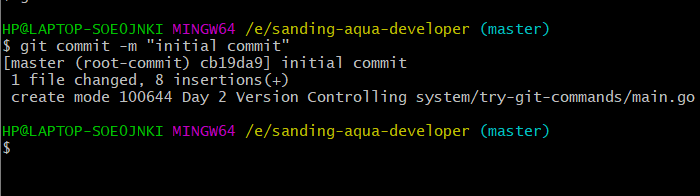 HP@LAPTOP-SOEOJNKI MINGW64 /e/sanding-aqua-developer (master)
$ git commit -m "initial commit"
[master (root-commit) cb19da9] initial commit
 1 file changed, 8 insertions(+)
 create mode 100644 Day 2 Version Controlling system/try-git-commands/main.go
HP@LAPTOP-SOEOJNKI MINGW64 /e/sanding-aqua-developer (master)
$